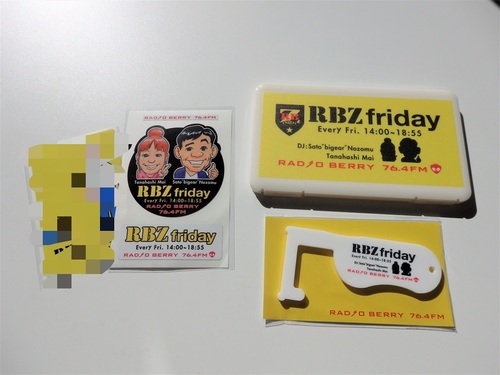 RADIO BERRY 76.4FM
Tanahashi Mai
Sato"bigear"Nozomu
RBZ friday
Every Fri. 14:00~18:55
RADIO BERRY
76.4FM
RBZ friday
Every Fri. 14:00~18:55
RADIO BERRY 76.4FM
RBZ friday
Every Fri. 14:00~18:55
DJ:Sato"bigear"Nozomu
Tanahashi Mai
RADIO BERRY 76.4FM
RBZ friday
Every Fri. 14:00~18:55
DJ:Sato"bigear"Nozomu
Tanahashi Mai
RADIO BERRY 76.4FM
RADIO BERRY 76.4FM